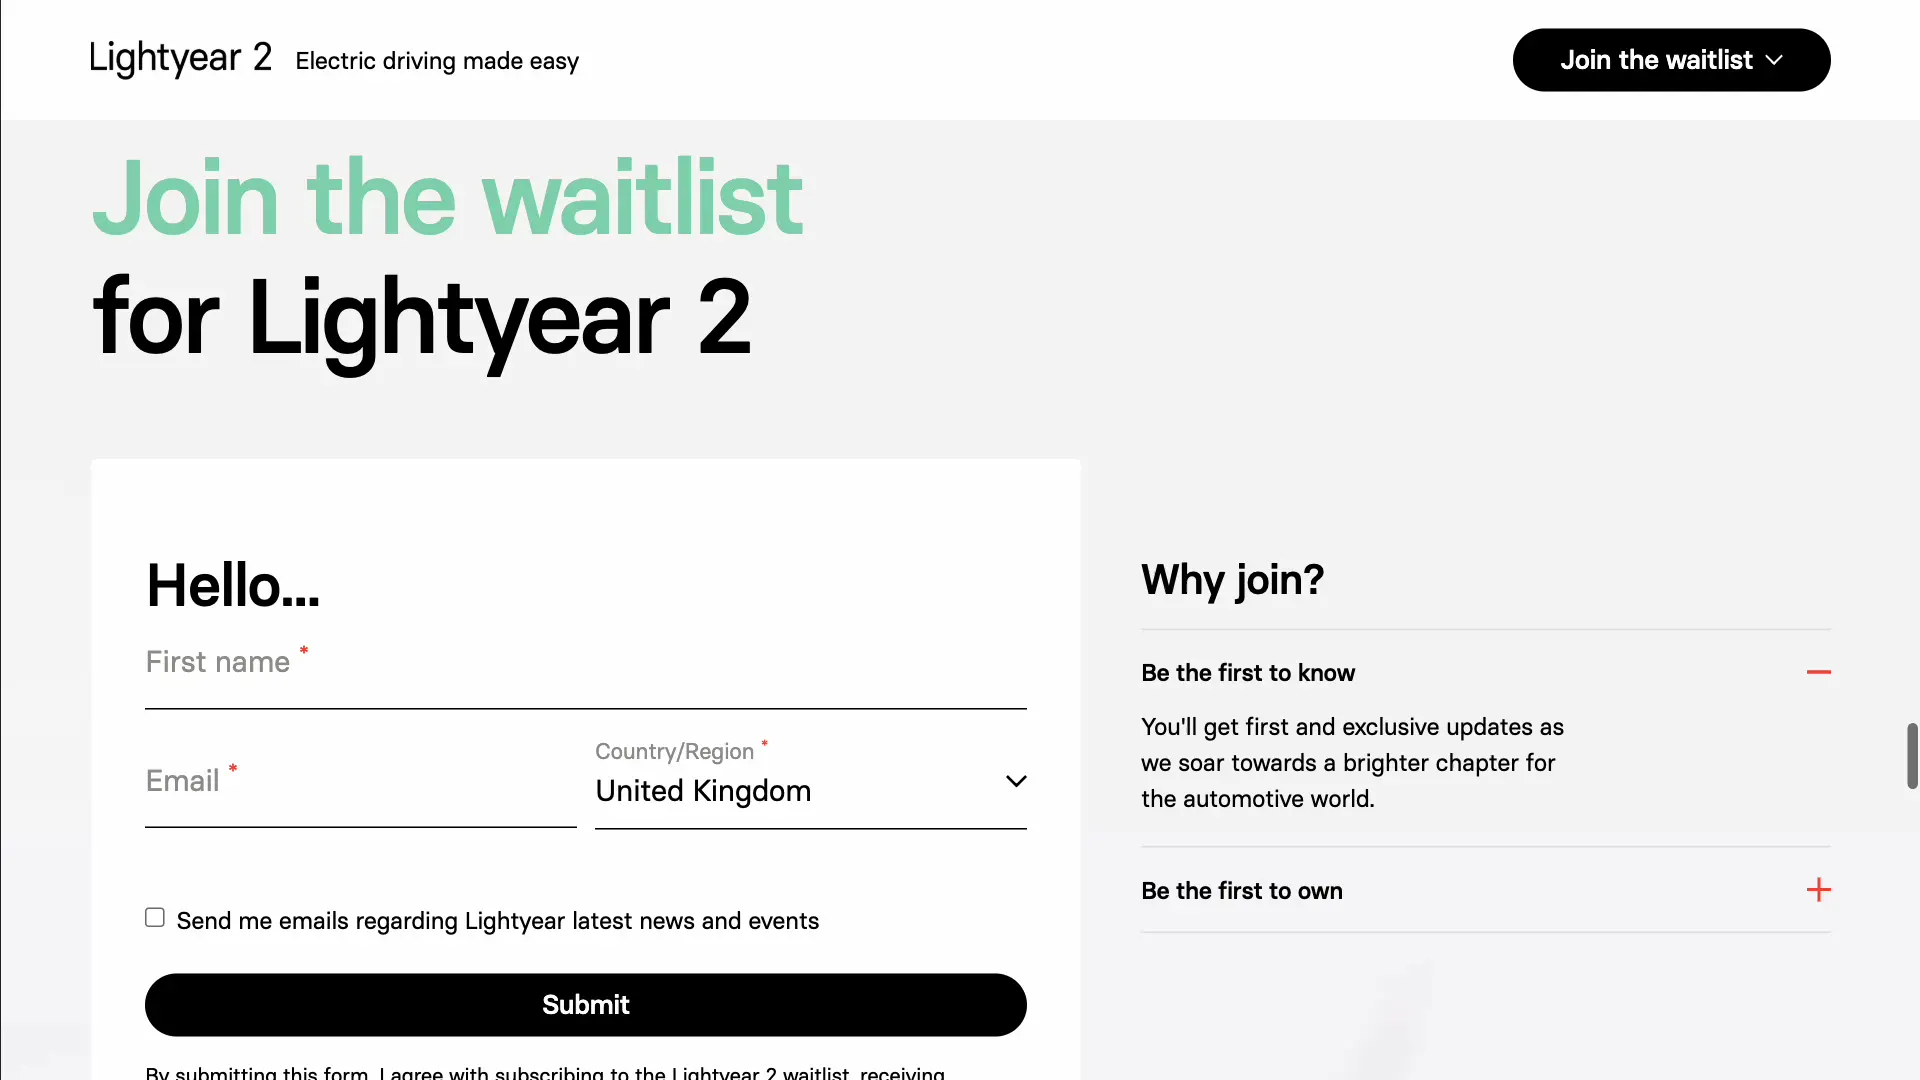 Lightyear 2 Electric driving made easy
Join the waitlist
Join the waitlist
for Lightyear 2
Hello...
First name *
Email *
Country/Region *
United Kingdom
Send me emails regarding Lightyear latest news and events
Submit
By submitting this form, I agree with subscribing to the Lightyear 2 waitlist, receiving
Why join?
Be the first to know
You'll get first and exclusive updates as
we soar towards a brighter chapter for
the automotive world.
Be the first to own